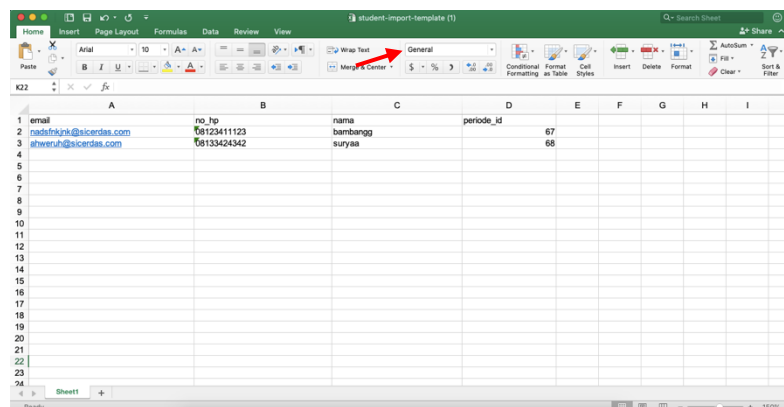 student-import-template (1)
Search Sheet
Home Insert Page Layout Formulas Data Review View
Share
Paste
Arial 10
A A
B I U A
Wrap Text
Merge & Center
General
$ % )
Conditional Formatting
Format as Table
Cell Styles
Insert Delete Format
AutoSum
Fill
Clear
Sort & Filter
K22 fx
A B C D E F G H I
1 email no_hp nama periode_id
2 nadsfnkjnk@sicerdas.com 08123411123 bambangg 67
3 ahweruh@sicerdas.com 08133424342 suryaa 68
4
5
6
7
8
9
10
11
12
13
14
15
16
17
18
19
20
21
22
23
24
Sheet1 +